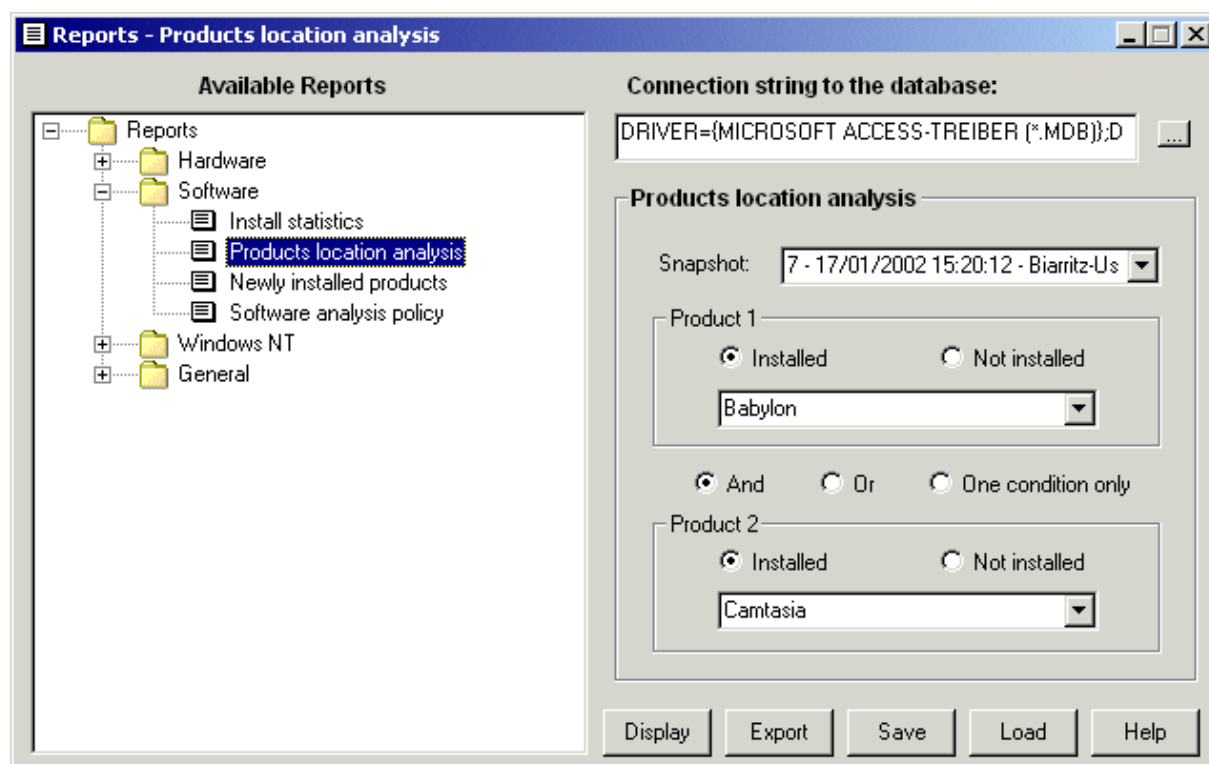 Reports - Products location analysis
Available Reports
Reports
Hardware
Software
Install statistics
Products location analysis
Newly installed products
Software analysis policy
Windows NT
General
Connection string to the database:
DRIVER={MICROSOFT ACCESS-TREIBER (*.MDB)};D
...
Products location analysis
Snapshot: 7 - 17/01/2002 15:20:12 - Biarritz-Us
Product 1
Installed Not installed
Babylon
And Or One condition only
Product 2
Installed Not installed
Camtasia
Display Export Save Load Help